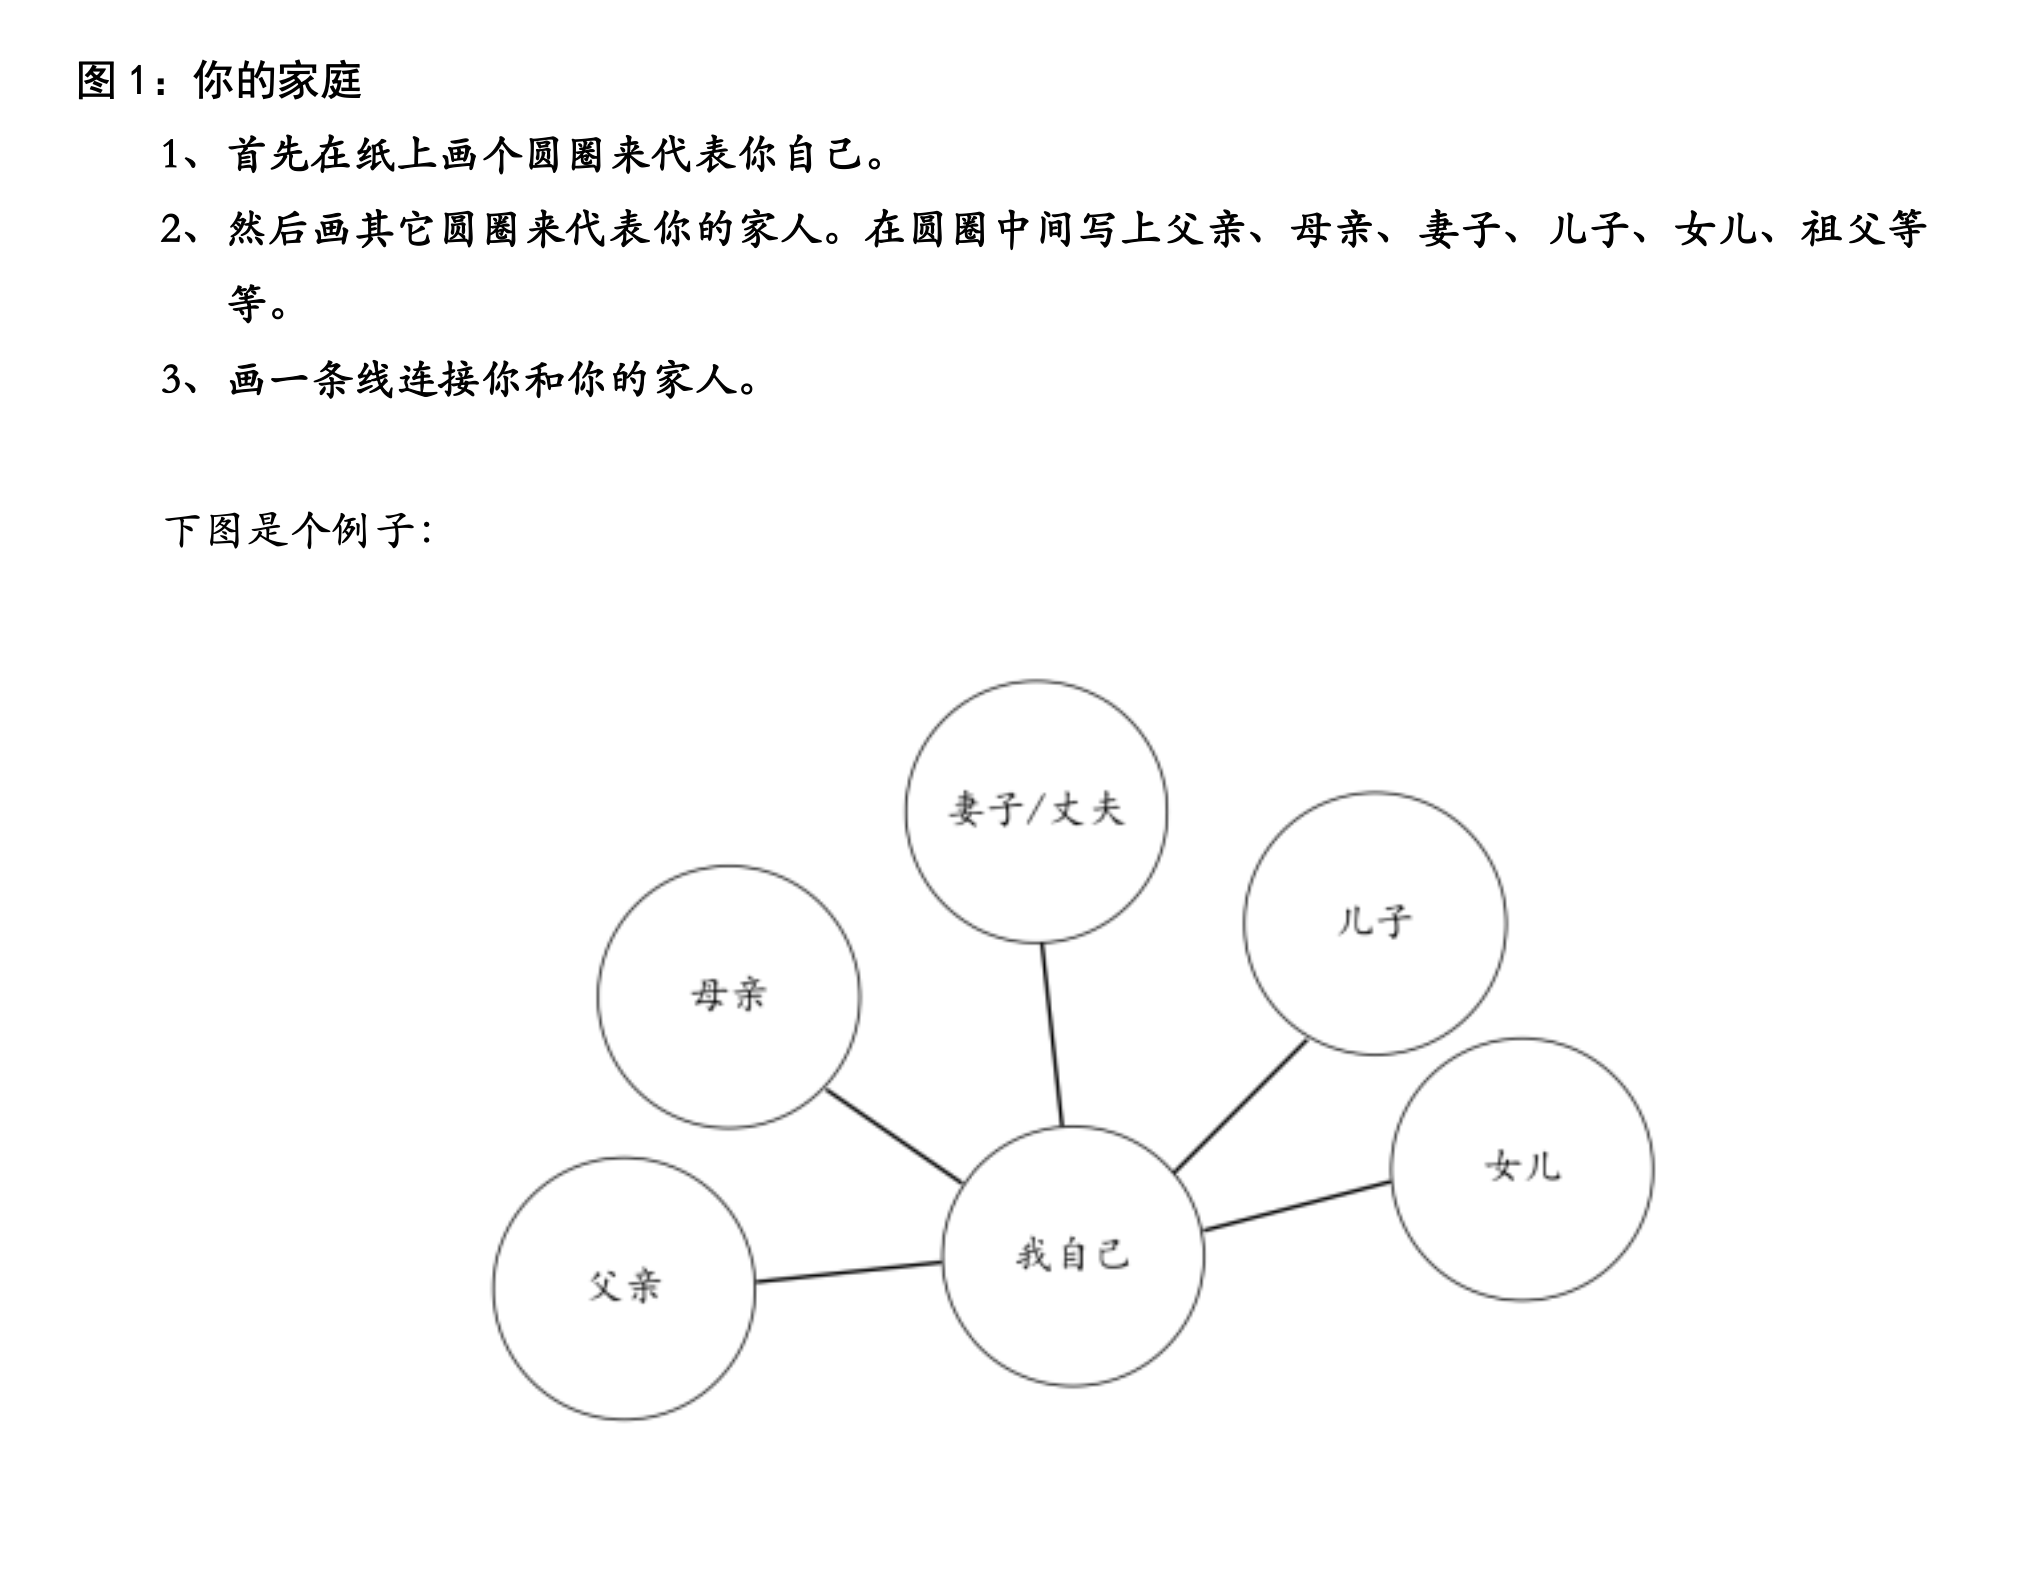 图 1：你的家庭
1、首先在纸上画个圆圈来代表你自己。
2、然后画其它圆圈来代表你的家人。在圆圈中间写上父亲、母亲、妻子、儿子、女儿、祖父等
等。
3、画一条线连接你和你的家人。
下图是个例子：
妻子/丈夫
儿子
母亲
女儿
我自己
父亲